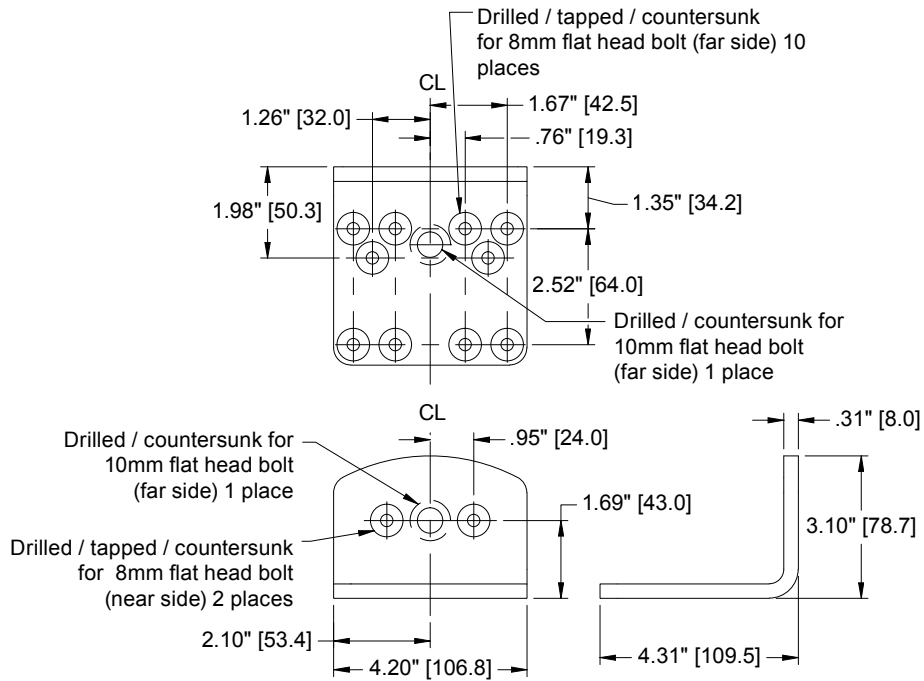 Drilled / tapped / countersunk
for 8mm flat head bolt (far side) 10
places
CL
1.67" [42.5]
1.26" [32.0]
.76" [19.3]
1.98" [50.3]
1.35" [34.2]
2.52" [64.0]
Drilled / countersunk for
10mm flat head bolt
(far side) 1 place
CL
.31" [8.0]
.95" [24.0]
Drilled / countersunk for
10mm flat head bolt
(far side) 1 place
1.69" [43.0]
3.10" [78.7]
Drilled / tapped / countersunk
for 8mm flat head bolt
(near side) 2 places
2.10" [53.4]
4.20" [106.8]
4.31" [109.5]